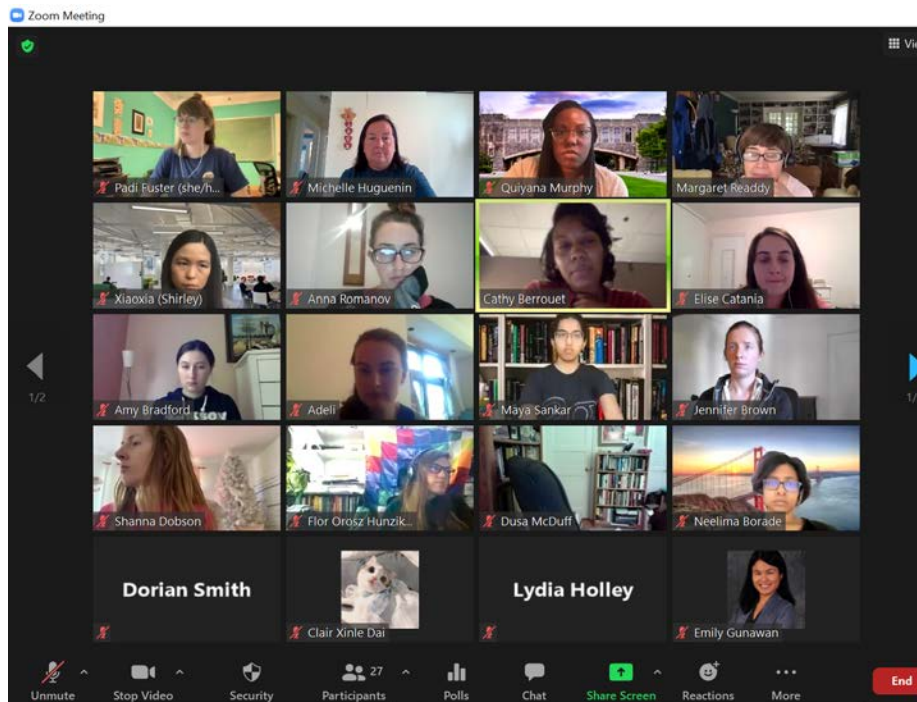 Zoom Meeting
Vie
Padi Fuster (she/h...
Michelle Huguenin
Quiyana Murphy
Margaret Readdy
Xiaoxia (Shirley)
Anna Romanov
Cathy Berrouet
Elise Catania
Amy Bradford
Adeli
Maya Sankar
Jennifer Brown
Shanna Dobson
Flor Orosz Hunzik...
Dusa McDuff
Neelima Borade
Dorian Smith
Clair Xinle Dai
Lydia Holley
Emily Gunawan
1/2
1/
Unmute
Stop Video
Security
27
Participants
Polls
Chat
Share Screen
Reactions
More
End